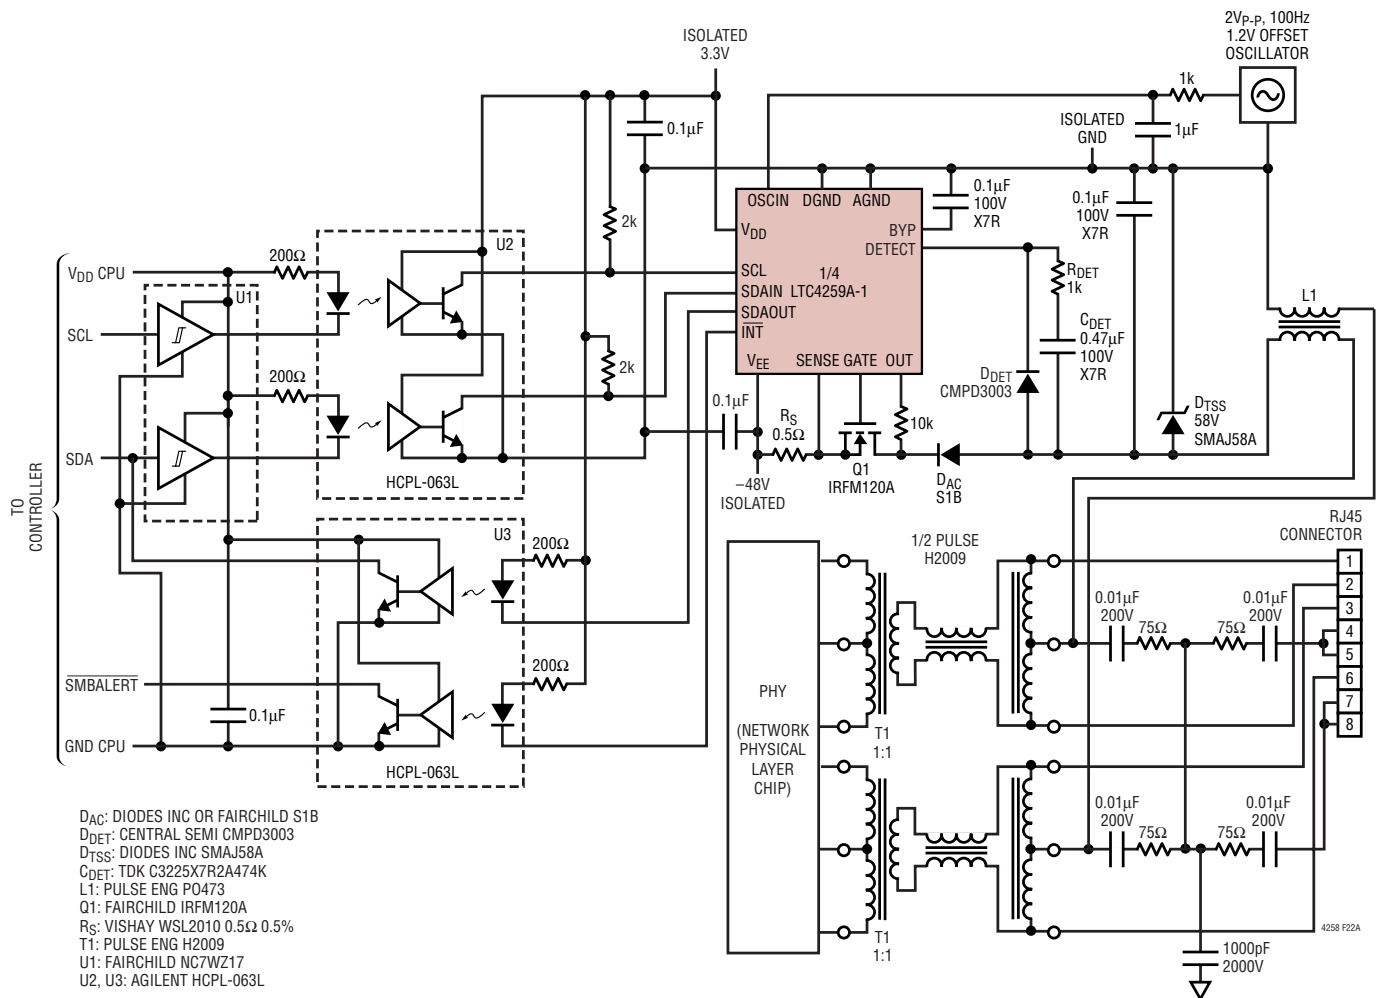 2VP-P, 100Hz
1.2V OFFSET
OSCILLATOR
ISOLATED
3.3V
1k
ISOLATED
GND
1µF
0.1µF
0.1µF
100V
X7R
0.1µF
100V
X7R
2k
OSCIN DGND AGND
VDD
BYP
DETECT
SCL
1/4
SDAIN LTC4259A-1
SDAOUT
INT
VEE
SENSE GATE OUT
RDET
1k
CDET
0.47µF
100V
X7R
DDET
CMPD3003
L1
DTSS
58V
SMAJ58A
U2
200Ω
VDD CPU
U1
SCL
200Ω
2k
0.1µF
RS
0.5Ω
10k
Q1
IRFM120A
DAC
S1B
–48V
ISOLATED
SDA
HCPL-063L
TO
CONTROLLER
U3
200Ω
200Ω
SMBALERT
0.1µF
GND CPU
HCPL-063L
1/2 PULSE
H2009
RJ45
CONNECTOR
1
2
3
4
5
6
7
8
0.01µF
200V
75Ω
75Ω
0.01µF
200V
PHY
(NETWORK
PHYSICAL
LAYER
CHIP)
T1
1:1
0.01µF
200V
75Ω
75Ω
0.01µF
200V
T1
1:1
1000pF
2000V
4258 F22A
DAC: DIODES INC OR FAIRCHILD S1B
DDET: CENTRAL SEMI CMPD3003
DTSS: DIODES INC SMAJ58A
CDET: TDK C3225X7R2A474K
L1: PULSE ENG PO473
Q1: FAIRCHILD IRFM120A
RS: VISHAY WSL2010 0.5Ω 0.5%
T1: PULSE ENG H2009
U1: FAIRCHILD NC7WZ17
U2, U3: AGILENT HCPL-063L